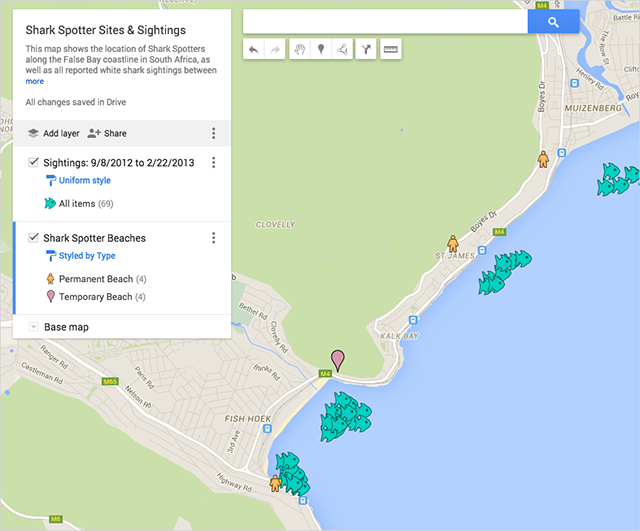 Shark Spotter Sites & Sightings
This map shows the location of Shark Spotters
along the False Bay coastline in South Africa, as
well as all reported white shark sightings between
more
All changes saved in Drive
Add layer
Share
Sightings: 9/8/2012 to 2/22/2013
Uniform style
All items (69)
Shark Spotter Beaches
Styled by Type
Permanent Beach (4)
Temporary Beach (4)
Base map
The Row St
Henley Rd
Clifto
Royal Rd
Boyes Dr
MUIZENBERG
CLOVELLY
Boyes Dr
M4
ST JAMES
KALK BAY
Bethel Rd
Clovelly Rd
M4
Ranger Rd
Castleman Rd
M65
Paris Rd
Nelson Rd
Banks Rd
FISH HOEK
3rd Ave
Highway Rd
M6